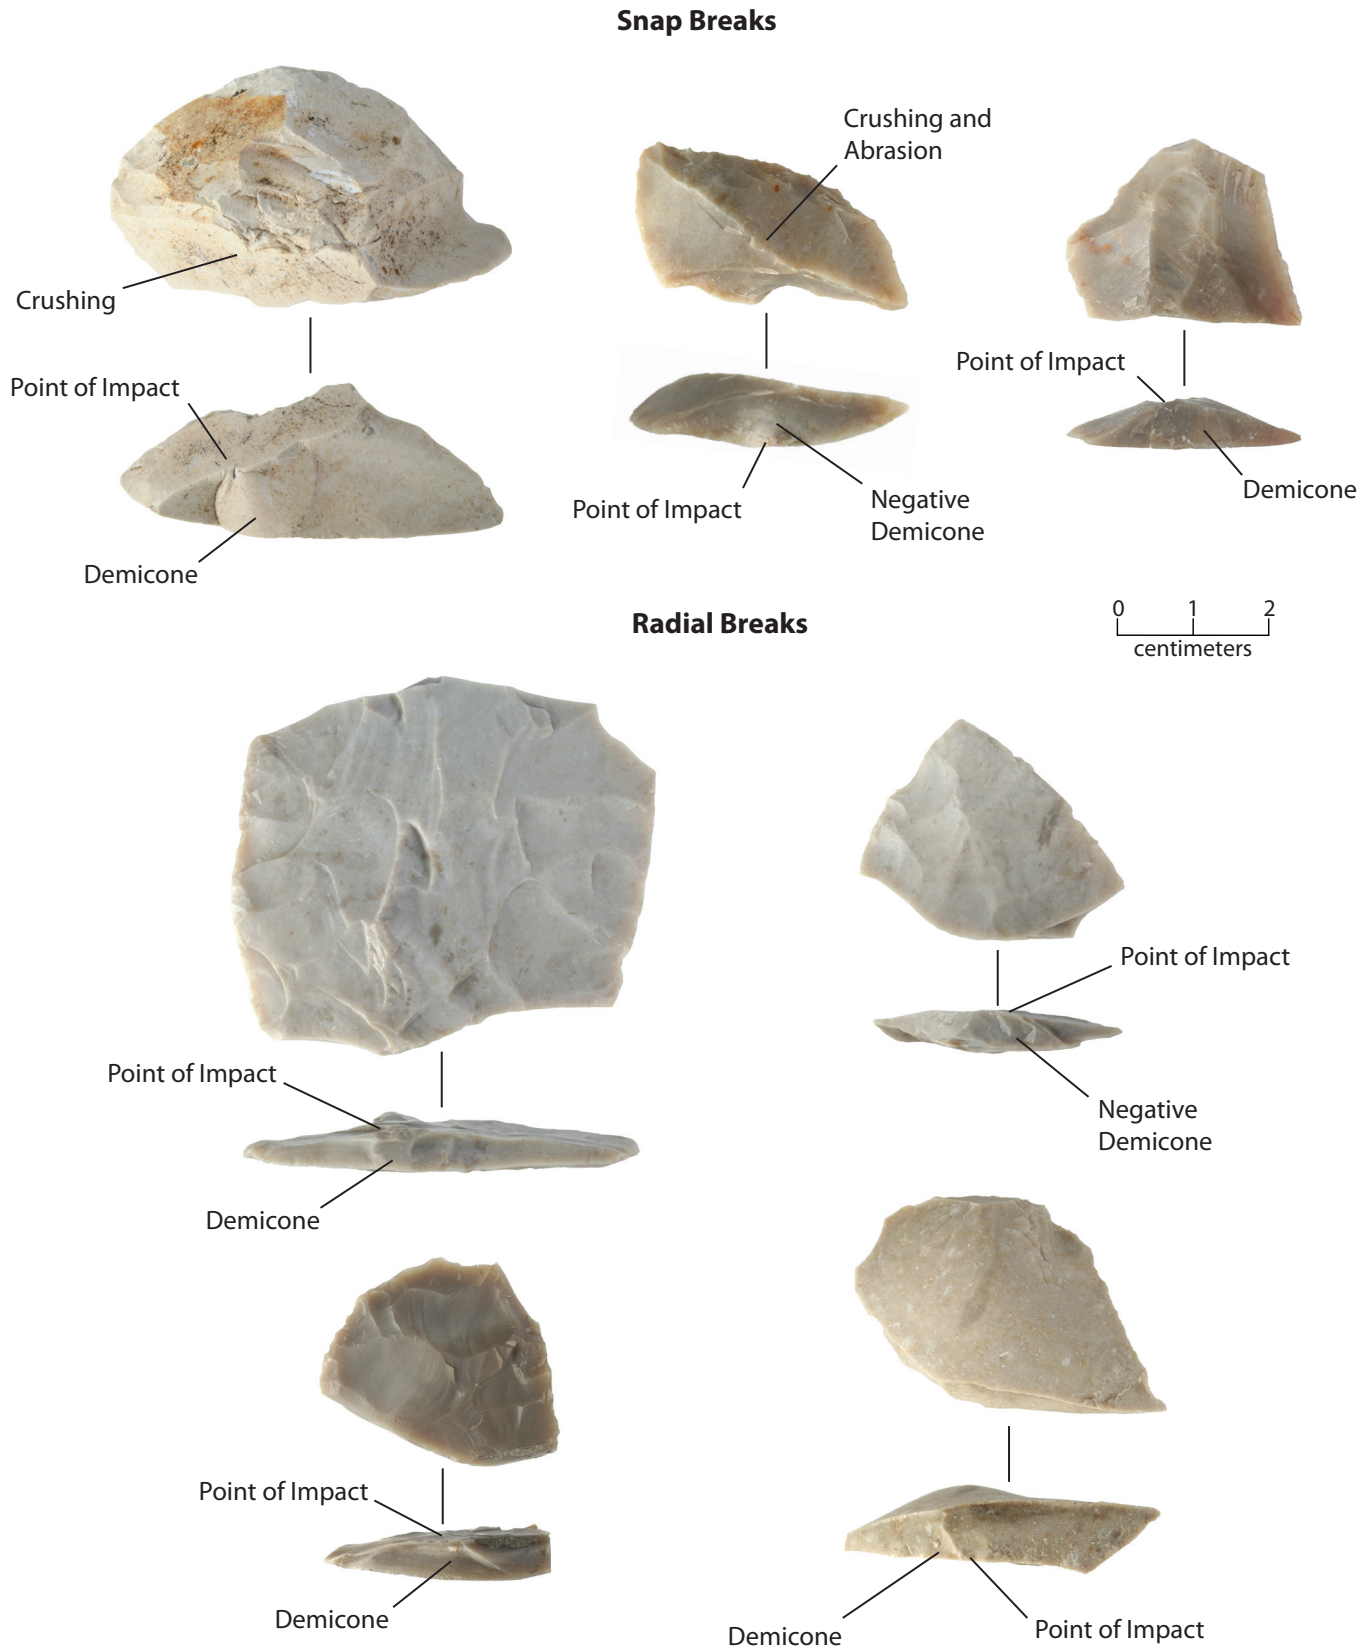 Snap Breaks
Crushing and
Abrasion
Crushing
Point of Impact
Point of Impact
Point of Impact
Negative
Demicone
Demicone
Demicone
Radial Breaks
0 1 2
centimeters
Point of Impact
Point of Impact
Negative
Demicone
Demicone
Point of Impact
Demicone
Demicone
Point of Impact